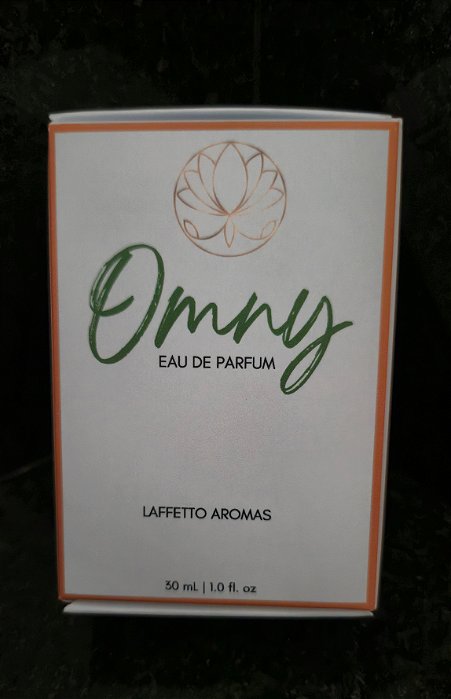 Omny
EAU DE PARFUM
LAFFETTO AROMAS
30 mL | 1.0 fl. oz